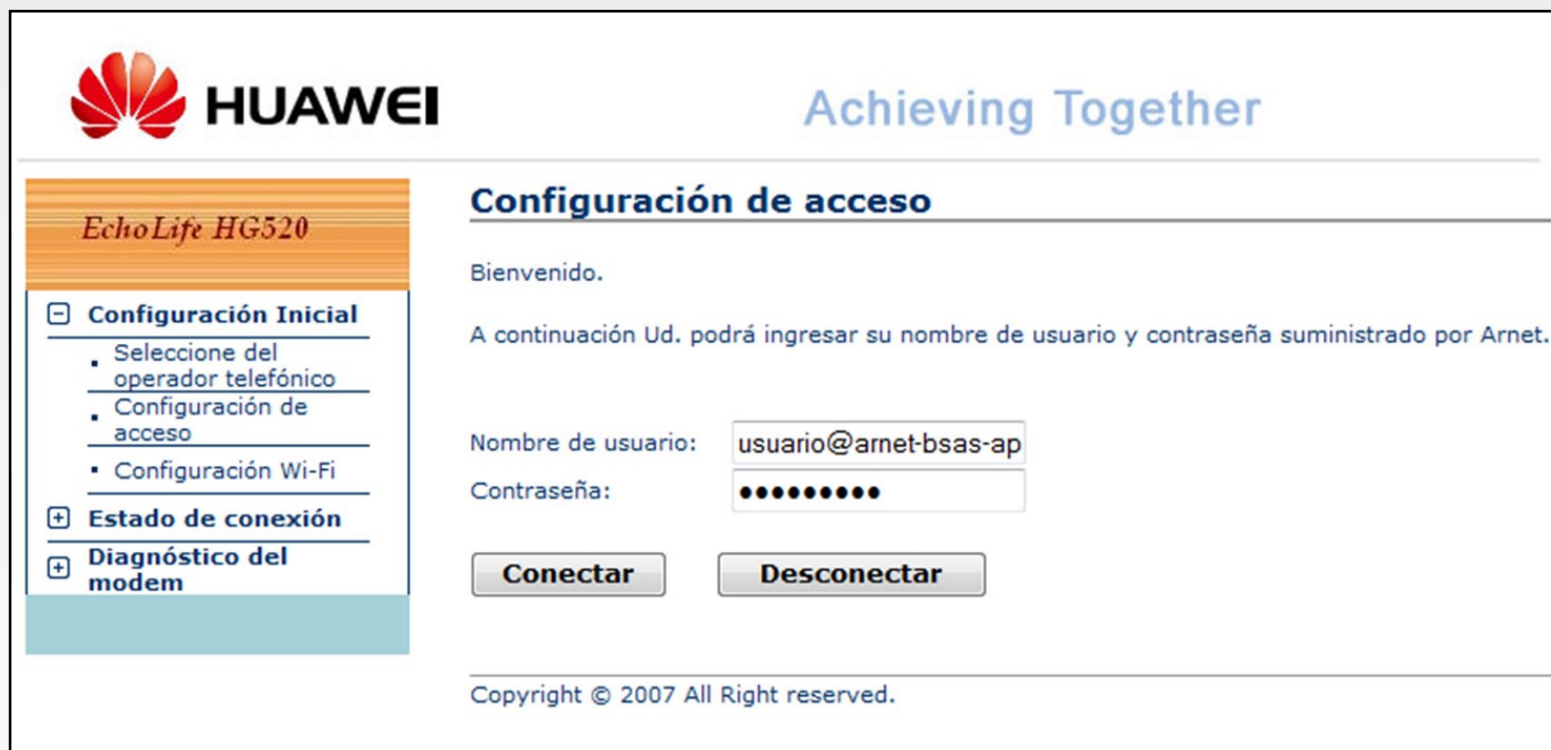 HUAWEI
Achieving Together
EchoLife HG520
Configuración Inicial
Seleccione del
operador telefónico
Configuración de
acceso
Configuración Wi-Fi
Estado de conexión
Diagnóstico del
modem
Configuración de acceso
Bienvenido.
A continuación Ud. podrá ingresar su nombre de usuario y contraseña suministrado por Arnet.
Nombre de usuario: usuario@arnet-bsas-ap
Contraseña: •••••••••
Conectar Desconectar
Copyright © 2007 All Right reserved.